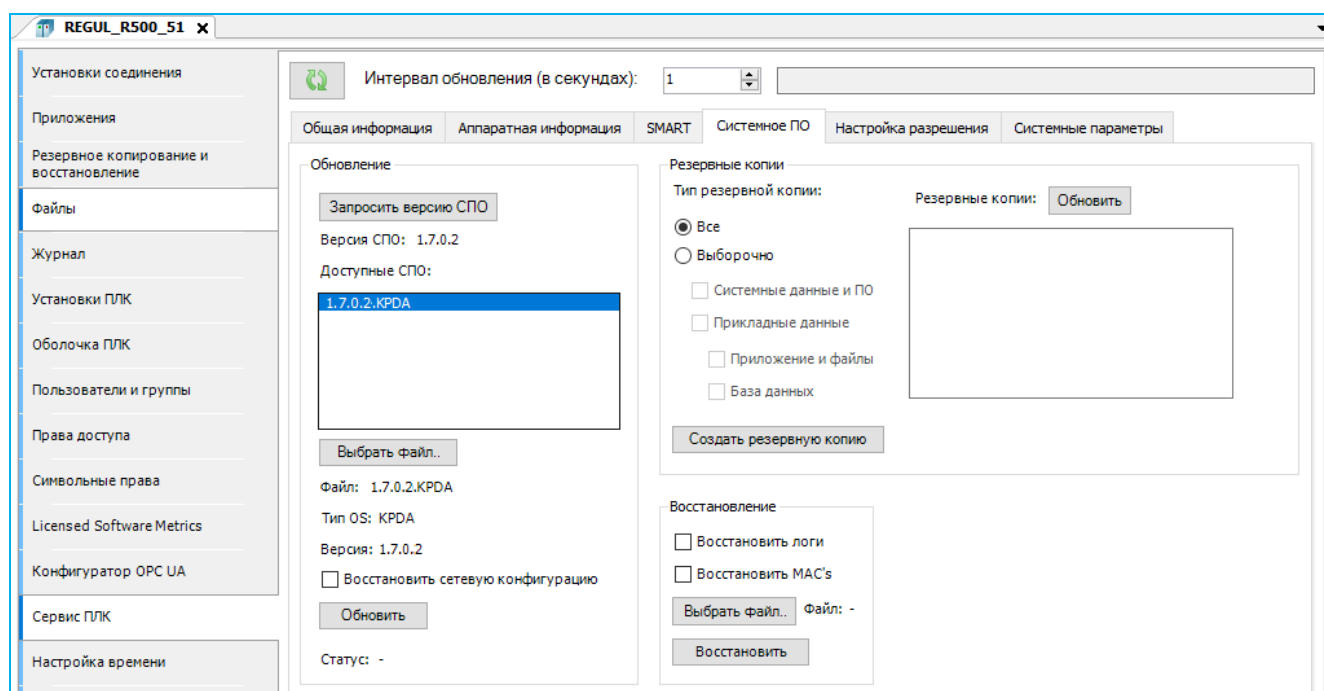 REGUL_R500_51
Установки соединения
Приложения
Резервное копирование и
восстановление
Файлы
Журнал
Установки ПЛК
Оболочка ПЛК
Пользователи и группы
Права доступа
Символьные права
Licensed Software Metrics
Конфигуратор OPC UA
Сервис ПЛК
Настройка времени
Интервал обновления (в секундах): 1
Общая информация Аппаратная информация SMART Системное ПО Настройка разрешения Системные параметры
Обновление
Запросить версию СПО
Версия СПО: 1.7.0.2
Доступные СПО:
1.7.0.2.KPDA
Выбрать файл..
Файл: 1.7.0.2.KPDA
Тип OS: KPDA
Версия: 1.7.0.2
Восстановить сетевую конфигурацию
Обновить
Статус: -
Резервные копии
Тип резервной копии:
Все
Выборочно
Системные данные и ПО
Прикладные данные
Приложение и файлы
База данных
Создать резервную копию
Резервные копии: Обновить
Восстановление
Восстановить логи
Восстановить MAC's
Выбрать файл.. Файл: -
Восстановить